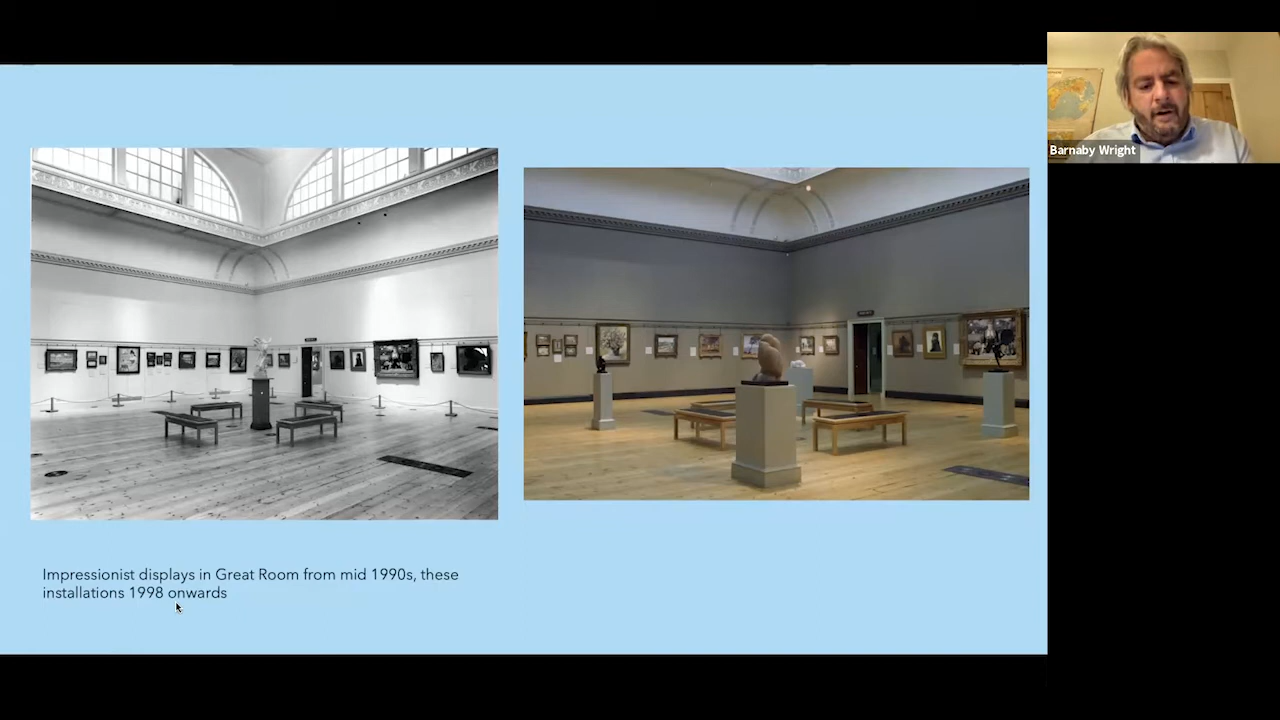 Barnaby Wright
Impressionist displays in Great Room from mid 1990s, these
installations 1998 onwards